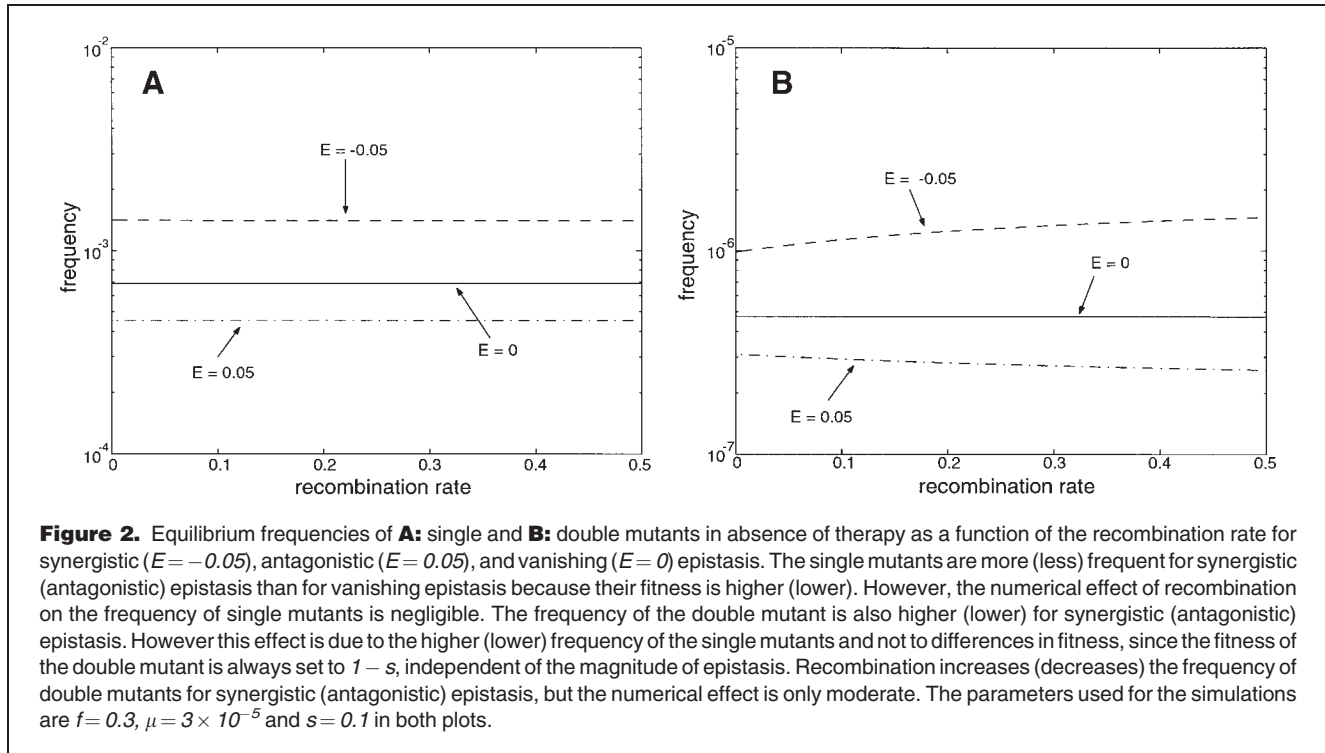 10⁻²
A
E = -0.05
10⁻³
frequency
E = 0
E = 0.05
10⁻⁴
0 0.1 0.2 0.3 0.4 0.5
recombination rate
10⁻⁵
B
E = -0.05
10⁻⁶
frequency
E = 0
E = 0.05
10⁻⁷
0 0.1 0.2 0.3 0.4 0.5
recombination rate
Figure 2. Equilibrium frequencies of A: single and B: double mutants in absence of therapy as a function of the recombination rate for
synergistic (E = −0.05), antagonistic (E = 0.05), and vanishing (E = 0) epistasis. The single mutants are more (less) frequent for synergistic
(antagonistic) epistasis than for vanishing epistasis because their fitness is higher (lower). However, the numerical effect of recombination
on the frequency of single mutants is negligible. The frequency of the double mutant is also higher (lower) for synergistic (antagonistic)
epistasis. However this effect is due to the higher (lower) frequency of the single mutants and not to differences in fitness, since the fitness of
the double mutant is always set to 1 − s, independent of the magnitude of epistasis. Recombination increases (decreases) the frequency of
double mutants for synergistic (antagonistic) epistasis, but the numerical effect is only moderate. The parameters used for the simulations
are f = 0.3, μ = 3 × 10⁻⁵ and s = 0.1 in both plots.